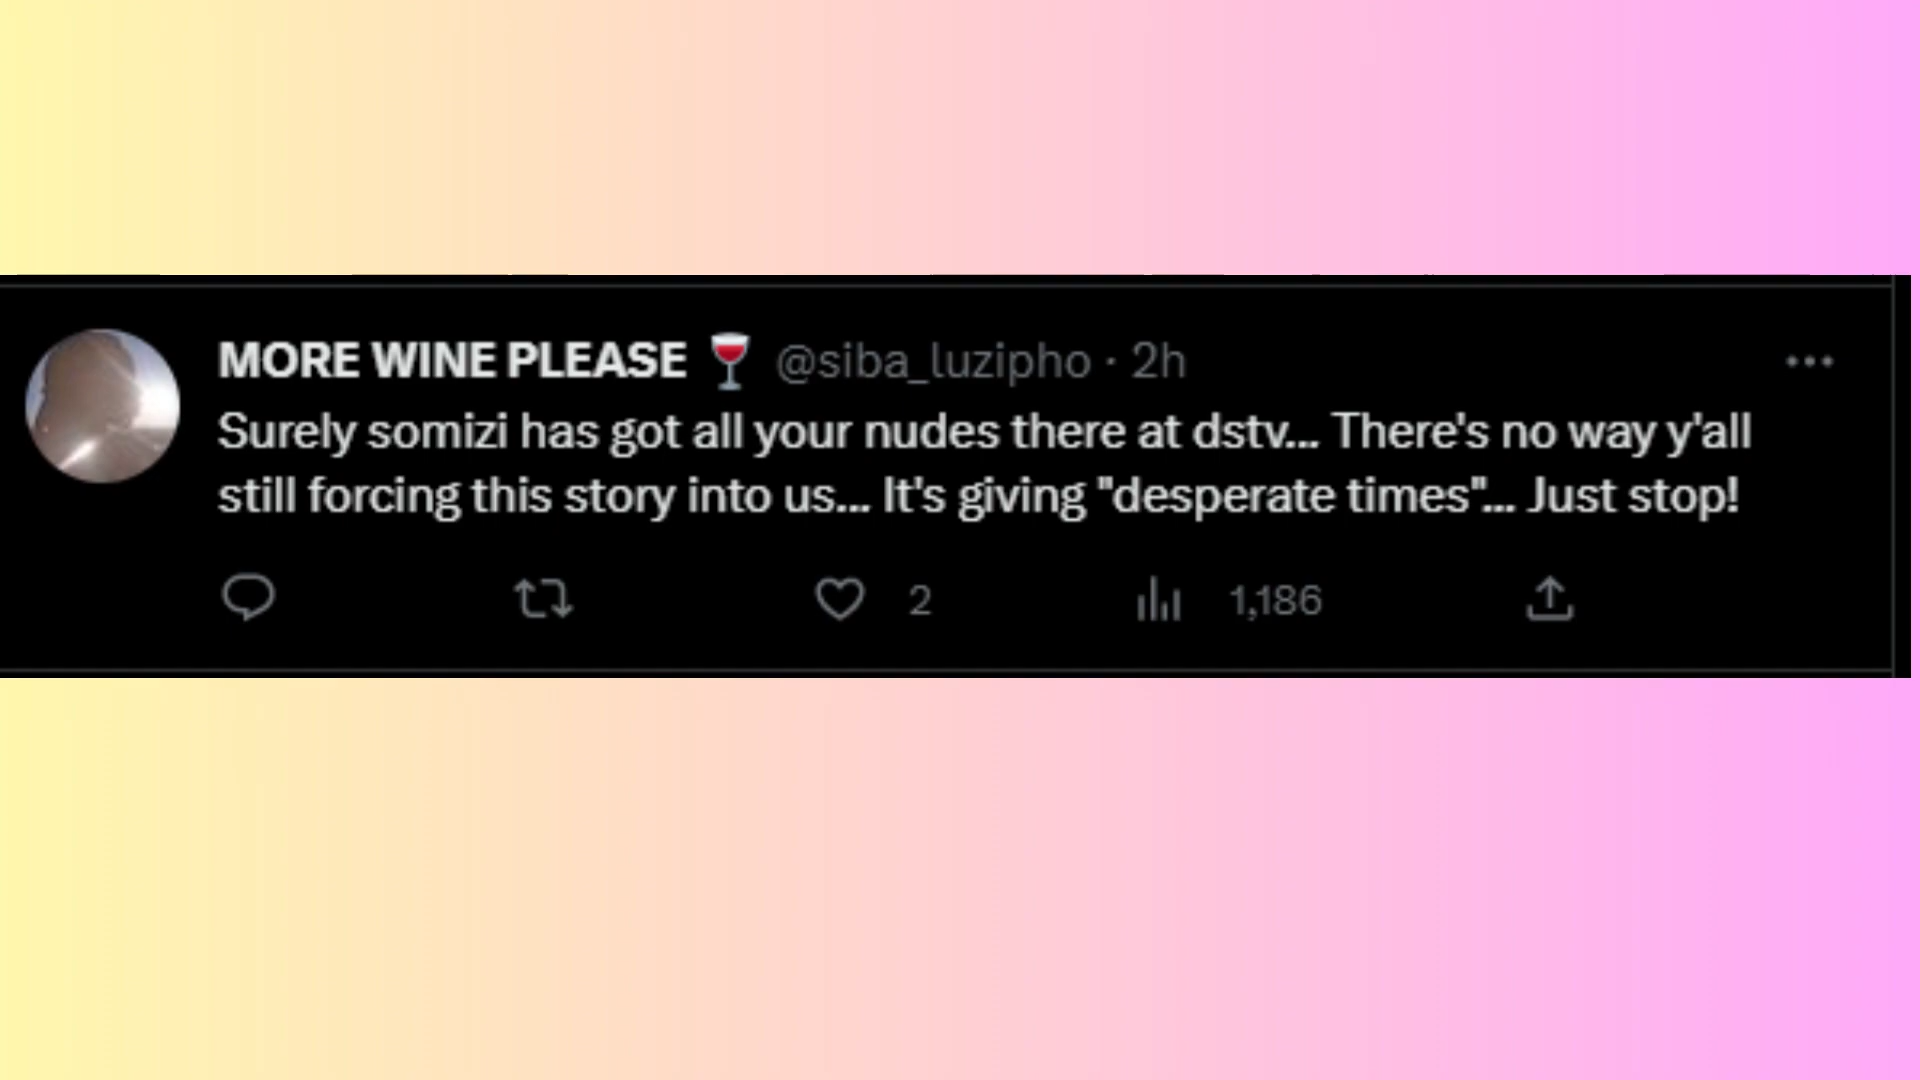 MORE WINE PLEASE 🍷 @siba_luzipho · 2h
Surely somizi has got all your nudes there at dstv... There's no way y'all
still forcing this story into us... It's giving "desperate times"... Just stop!
2 1,186